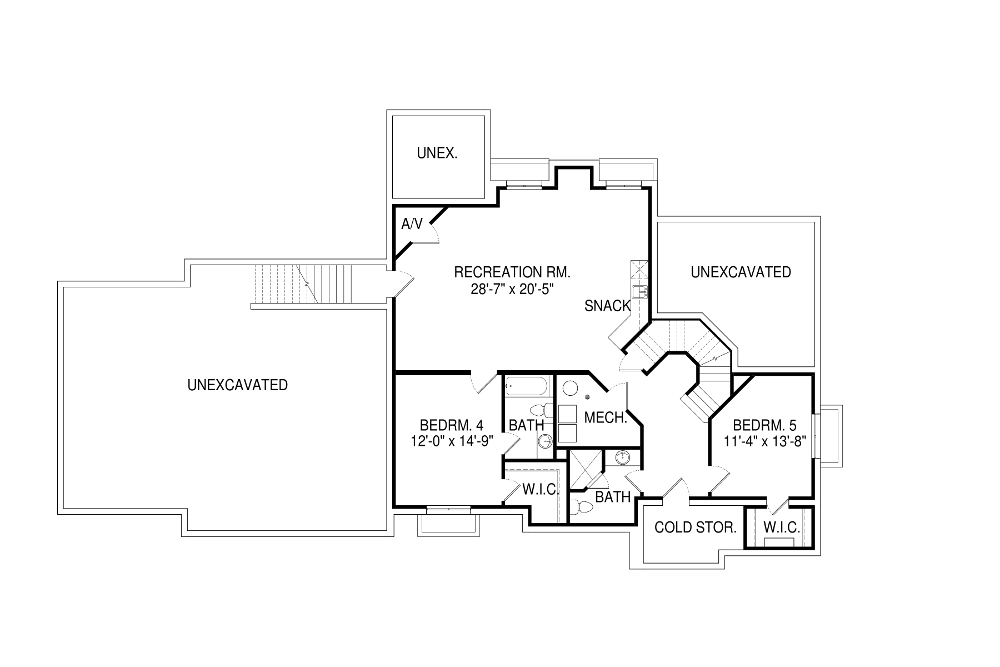 UNEX.
A/V
RECREATION RM.
28'-7" x 20'-5"
UNEXCAVATED
SNACK
UNEXCAVATED
BEDRM. 4
12'-0" x 14'-9"
BATH
MECH.
BEDRM. 5
11'-4" x 13'-8"
W.I.C.
BATH
COLD STOR.
W.I.C.